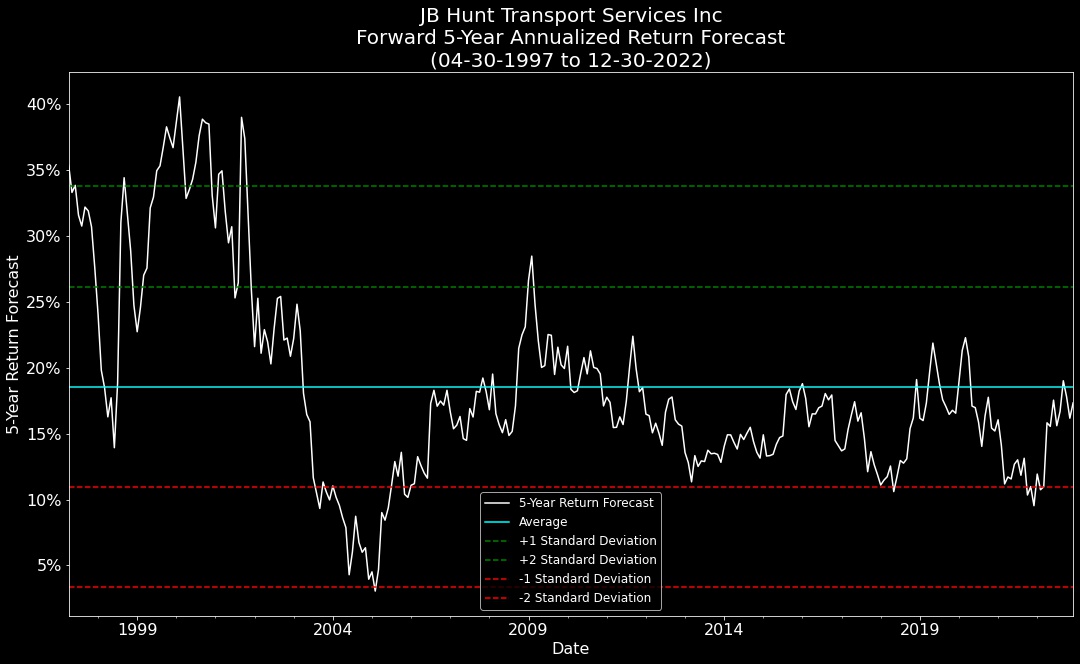 JB Hunt Transport Services Inc
Forward 5-Year Annualized Return Forecast
(04-30-1997 to 12-30-2022)
40%
35%
30%
25%
20%
15%
10%
5%
5-Year Return Forecast
5-Year Return Forecast
Average
+1 Standard Deviation
+2 Standard Deviation
-1 Standard Deviation
-2 Standard Deviation
1999 2004 2009 2014 2019
Date